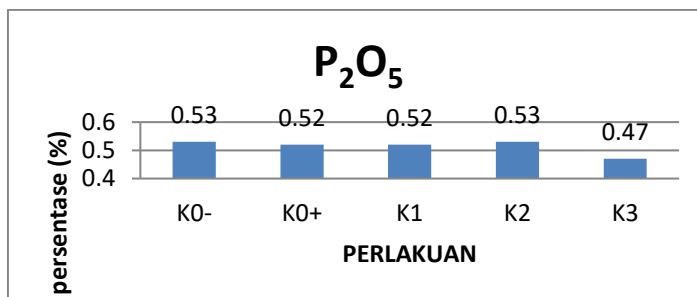 P₂O₅
persentase (%)
0.6
0.5
0.4
0.53
0.52
0.52
0.53
0.47
K0-
K0+
K1
K2
K3
PERLAKUAN